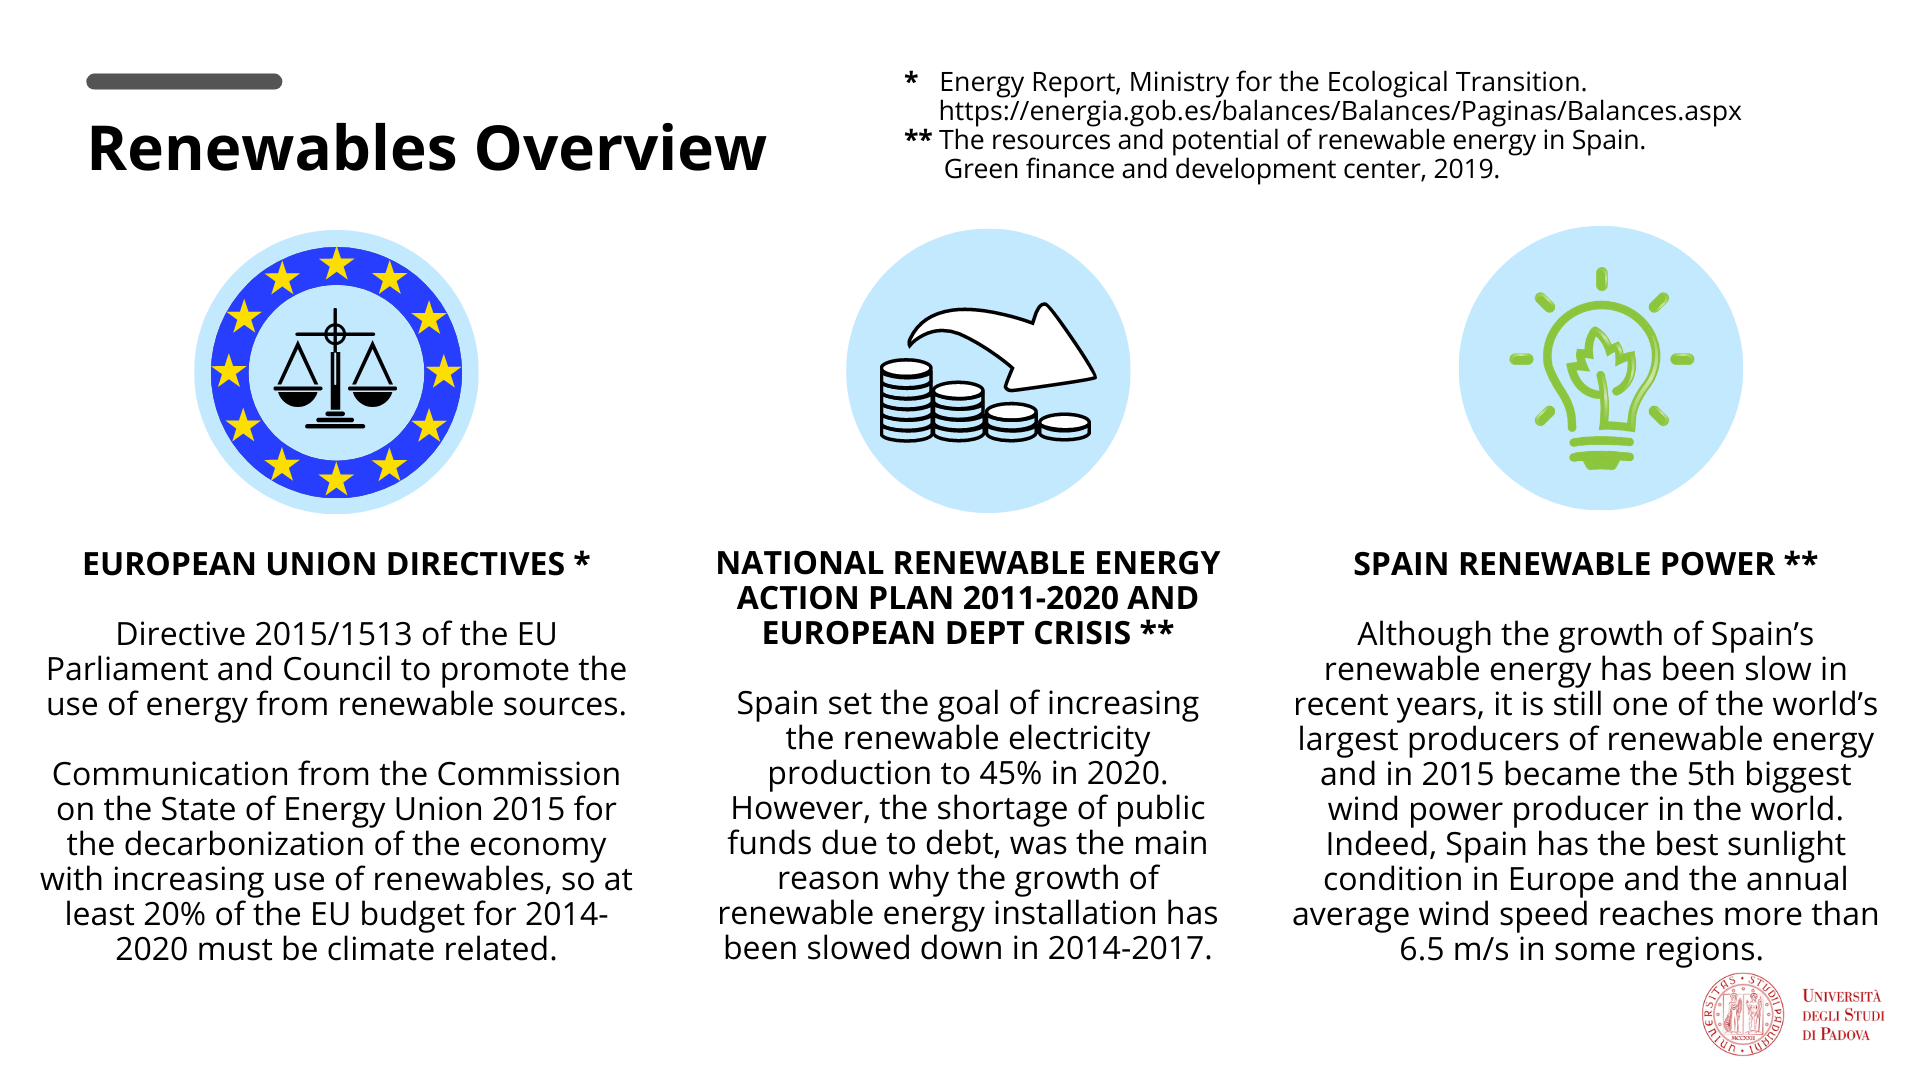 Renewables Overview
* Energy Report, Ministry for the Ecological Transition.
https://energia.gob.es/balances/Balances/Paginas/Balances.aspx
** The resources and potential of renewable energy in Spain.
Green finance and development center, 2019.
EUROPEAN UNION DIRECTIVES *
Directive 2015/1513 of the EU
Parliament and Council to promote the
use of energy from renewable sources.
Communication from the Commission
on the State of Energy Union 2015 for
the decarbonization of the economy
with increasing use of renewables, so at
least 20% of the EU budget for 2014-
2020 must be climate related.
NATIONAL RENEWABLE ENERGY
ACTION PLAN 2011-2020 AND
EUROPEAN DEPT CRISIS **
Spain set the goal of increasing
the renewable electricity
production to 45% in 2020.
However, the shortage of public
funds due to debt, was the main
reason why the growth of
renewable energy installation has
been slowed down in 2014-2017.
SPAIN RENEWABLE POWER **
Although the growth of Spain’s
renewable energy has been slow in
recent years, it is still one of the world’s
largest producers of renewable energy
and in 2015 became the 5th biggest
wind power producer in the world.
Indeed, Spain has the best sunlight
condition in Europe and the annual
average wind speed reaches more than
6.5 m/s in some regions.
UNIVERSITÀ
DEGLI STUDI
DI PADOVA